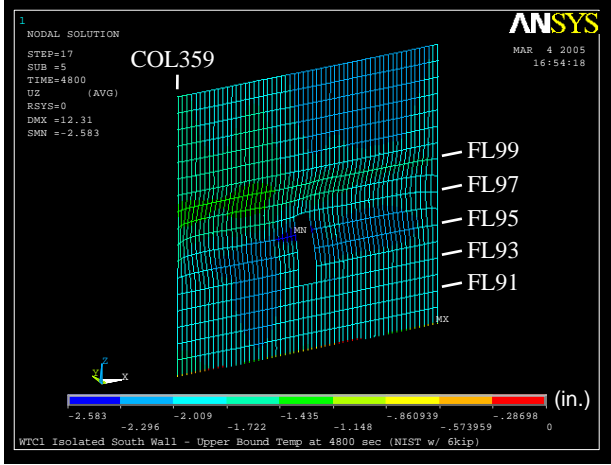 1
ANSYS
NODAL SOLUTION
MAR 4 2005
16:54:18
STEP=17
SUB =5
TIME=4800
UZ (AVG)
RSYS=0
DMX =12.31
SMN =-2.583
COL359
FL99
FL97
FL95
FL93
FL91
MN
MX
Z
Y
X
(in.)
-2.583 -2.009 -1.435 -.860939 -.28698
-2.296 -1.722 -1.148 -.573959 0
WTC1 Isolated South Wall - Upper Bound Temp at 4800 sec (NIST w/ 6kip)